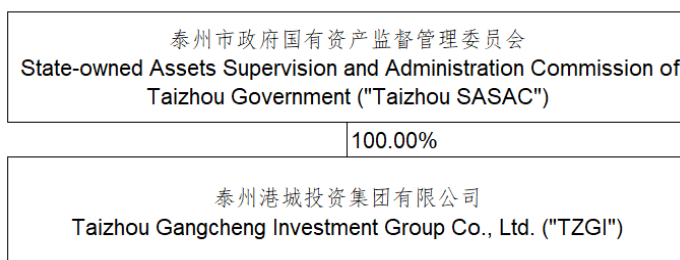 泰州市政府国有资产监督管理委员会
State-owned Assets Supervision and Administration Commission of
Taizhou Government ("Taizhou SASAC")
100.00%
泰州港城投资集团有限公司
Taizhou Gangcheng Investment Group Co., Ltd. ("TZGI")